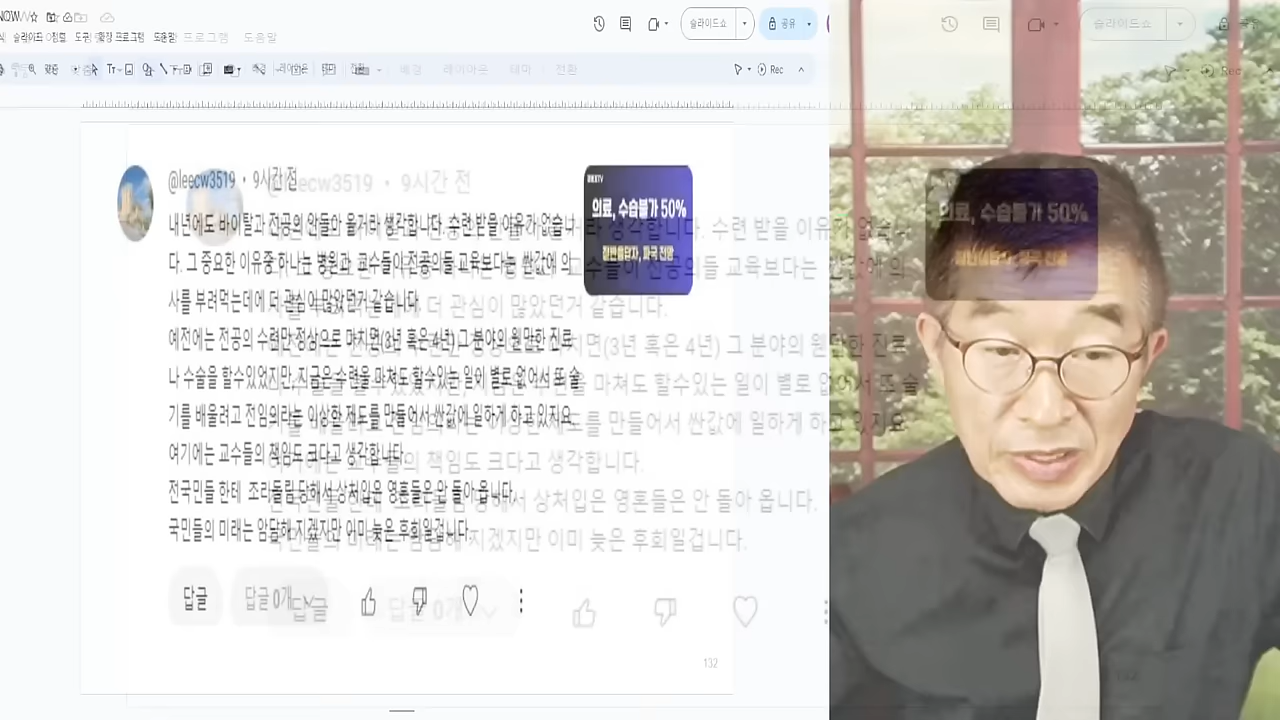 슬라이드쇼
공유
Rec
@leecw3519 · 9시간 전
의료, 수습불가 50%
내년에도 바이탈과 전공의 안들어 올거라 생각합니다. 수련 받을 이유가 없습니
다. 그 중요한 이유중 하나는 병원과 교수들이 전공의들 교육보다는 싼값에 의
사를 부려먹는데에 더 관심이 많았던거 같습니다.
예전에는 전공의 수련만 정상으로 마치면(3년 혹은 4년) 그 분야의 원만한 진료
나 수술을 할수있었지만, 지금은 수련을 마쳐도 할수있는 일이 별로 없어서 또 술
기를 배울려고 전임의라는 이상한 제도를 만들어서 싼값에 일하게 하고 있지요.
여기에는 교수들의 책임도 크다고 생각합니다.
전국민들 한테 조리돌림 당해서 상처입은 영혼들은 안 돌아 옵니다.
국민들의 미래는 암담해 지겠지만 이미 늦은 후회일겁니다.
답글
답글 0개
132